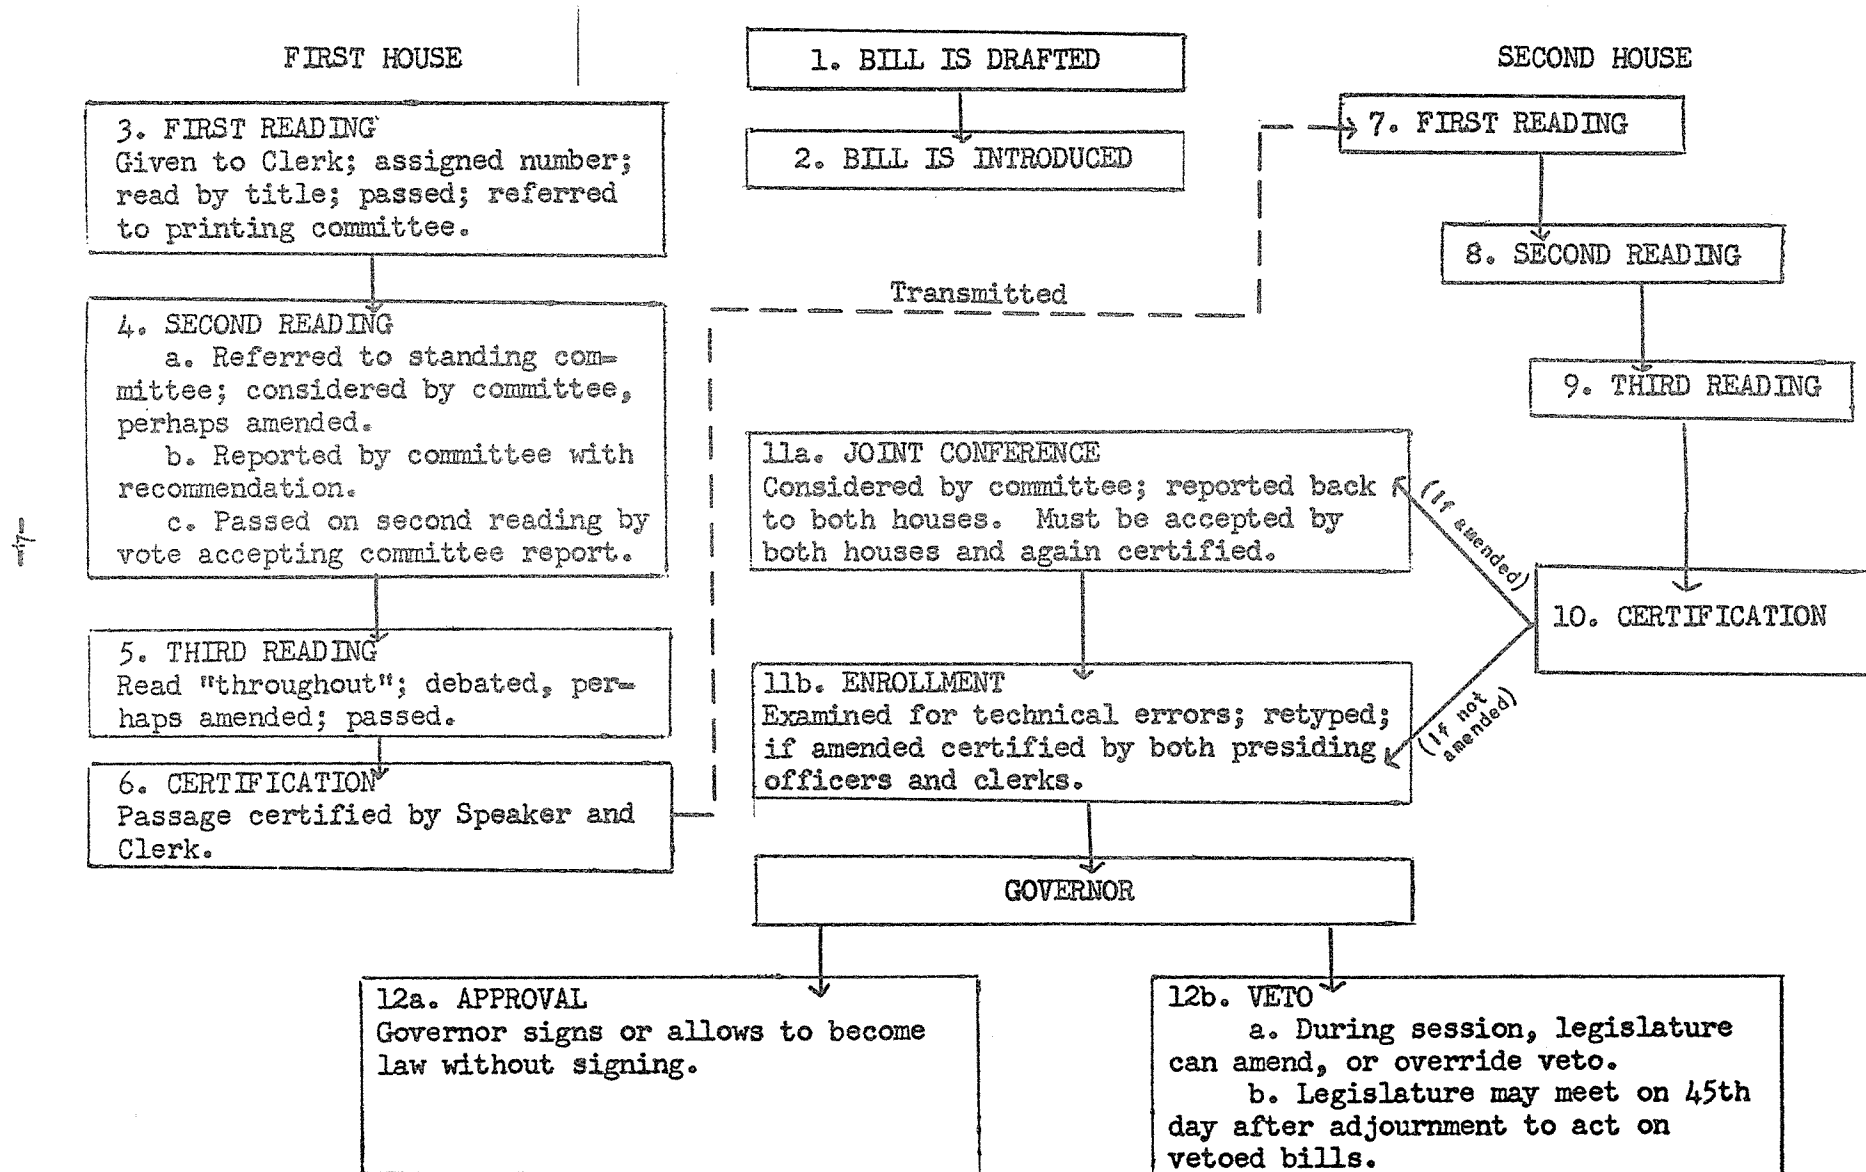 FIRST HOUSE
3. FIRST READING
Given to Clerk; assigned number;
read by title; passed; referred
to printing committee.
4. SECOND READING
a. Referred to standing com=
mittee; considered by committee,
perhaps amended.
b. Reported by committee with
recommendation.
c. Passed on second reading by
vote accepting committee report.
5. THIRD READING
Read "throughout"; debated, per=
haps amended; passed.
6. CERTIFICATION
Passage certified by Speaker and
Clerk.
1. BILL IS DRAFTED
2. BILL IS INTRODUCED
Transmitted
SECOND HOUSE
7. FIRST READING
8. SECOND READING
9. THIRD READING
10. CERTIFICATION
(If amended)
(If not
amended)
11a. JOINT CONFERENCE
Considered by committee; reported back
to both houses. Must be accepted by
both houses and again certified.
11b. ENROLLMENT
Examined for technical errors; retyped;
if amended certified by both presiding
officers and clerks.
GOVERNOR
12a. APPROVAL
Governor signs or allows to become
law without signing.
12b. VETO
a. During session, legislature
can amend, or override veto.
b. Legislature may meet on 45th
day after adjournment to act on
vetoed bills.